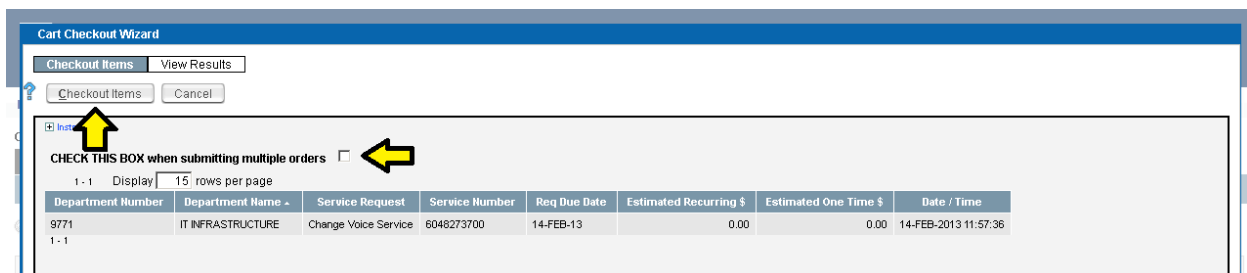 Cart Checkout Wizard
Checkout Items View Results
? Checkout Items Cancel
CHECK THIS BOX when submitting multiple orders
1 - 1 Display 15 rows per page
Department Number Department Name Service Request Service Number Req Due Date Estimated Recurring $ Estimated One Time $ Date / Time
9771 IT INFRASTRUCTURE Change Voice Service 6048273700 14-FEB-13 0.00 0.00 14-FEB-2013 11:57:36
1 - 1